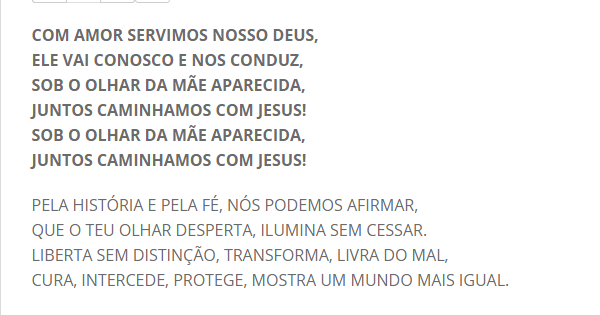 COM AMOR SERVIMOS NOSSO DEUS,
ELE VAI CONOSCO E NOS CONDUZ,
SOB O OLHAR DA MÃE APARECIDA,
JUNTOS CAMINHAMOS COM JESUS!
SOB O OLHAR DA MÃE APARECIDA,
JUNTOS CAMINHAMOS COM JESUS!
PELA HISTÓRIA E PELA FÉ, NÓS PODEMOS AFIRMAR,
QUE O TEU OLHAR DESPERTA, ILUMINA SEM CESSAR.
LIBERTA SEM DISTINÇÃO, TRANSFORMA, LIVRA DO MAL,
CURA, INTERCEDE, PROTEGE, MOSTRA UM MUNDO MAIS IGUAL.